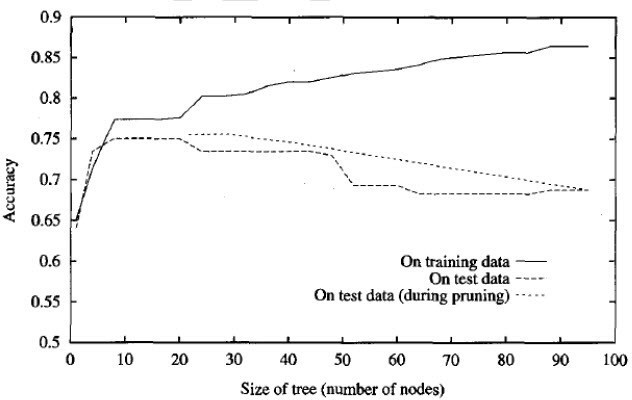 0.9
0.85
0.8
0.75
0.7
0.65
0.6
0.55
0.5
Accuracy
On training data
On test data
On test data (during pruning)
0 10 20 30 40 50 60 70 80 90 100
Size of tree (number of nodes)